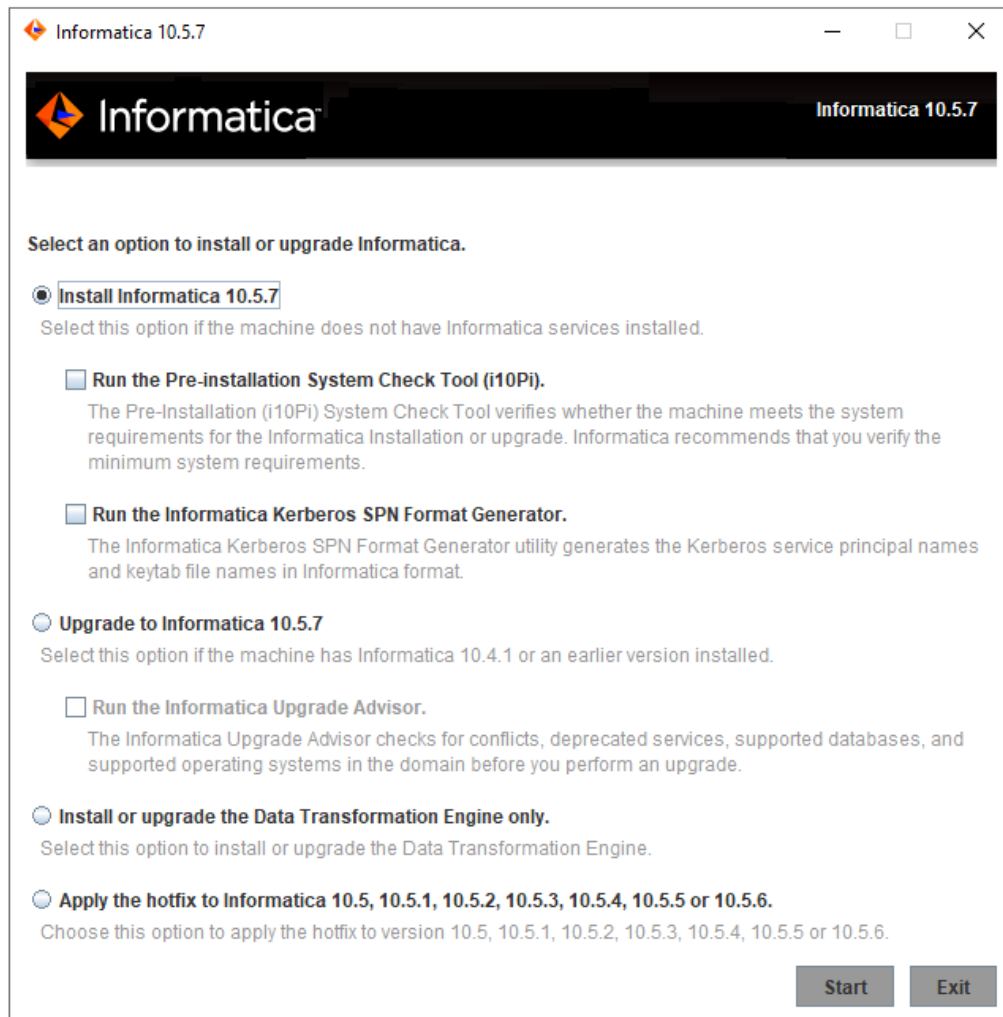 Informatica 10.5.7
Informatica™
Informatica 10.5.7
Select an option to install or upgrade Informatica.
Install Informatica 10.5.7
Select this option if the machine does not have Informatica services installed.
Run the Pre-installation System Check Tool (i10Pi).
The Pre-Installation (i10Pi) System Check Tool verifies whether the machine meets the system
requirements for the Informatica Installation or upgrade. Informatica recommends that you verify the
minimum system requirements.
Run the Informatica Kerberos SPN Format Generator.
The Informatica Kerberos SPN Format Generator utility generates the Kerberos service principal names
and keytab file names in Informatica format.
Upgrade to Informatica 10.5.7
Select this option if the machine has Informatica 10.4.1 or an earlier version installed.
Run the Informatica Upgrade Advisor.
The Informatica Upgrade Advisor checks for conflicts, deprecated services, supported databases, and
supported operating systems in the domain before you perform an upgrade.
Install or upgrade the Data Transformation Engine only.
Select this option to install or upgrade the Data Transformation Engine.
Apply the hotfix to Informatica 10.5, 10.5.1, 10.5.2, 10.5.3, 10.5.4, 10.5.5 or 10.5.6.
Choose this option to apply the hotfix to version 10.5, 10.5.1, 10.5.2, 10.5.3, 10.5.4, 10.5.5 or 10.5.6.
Start Exit